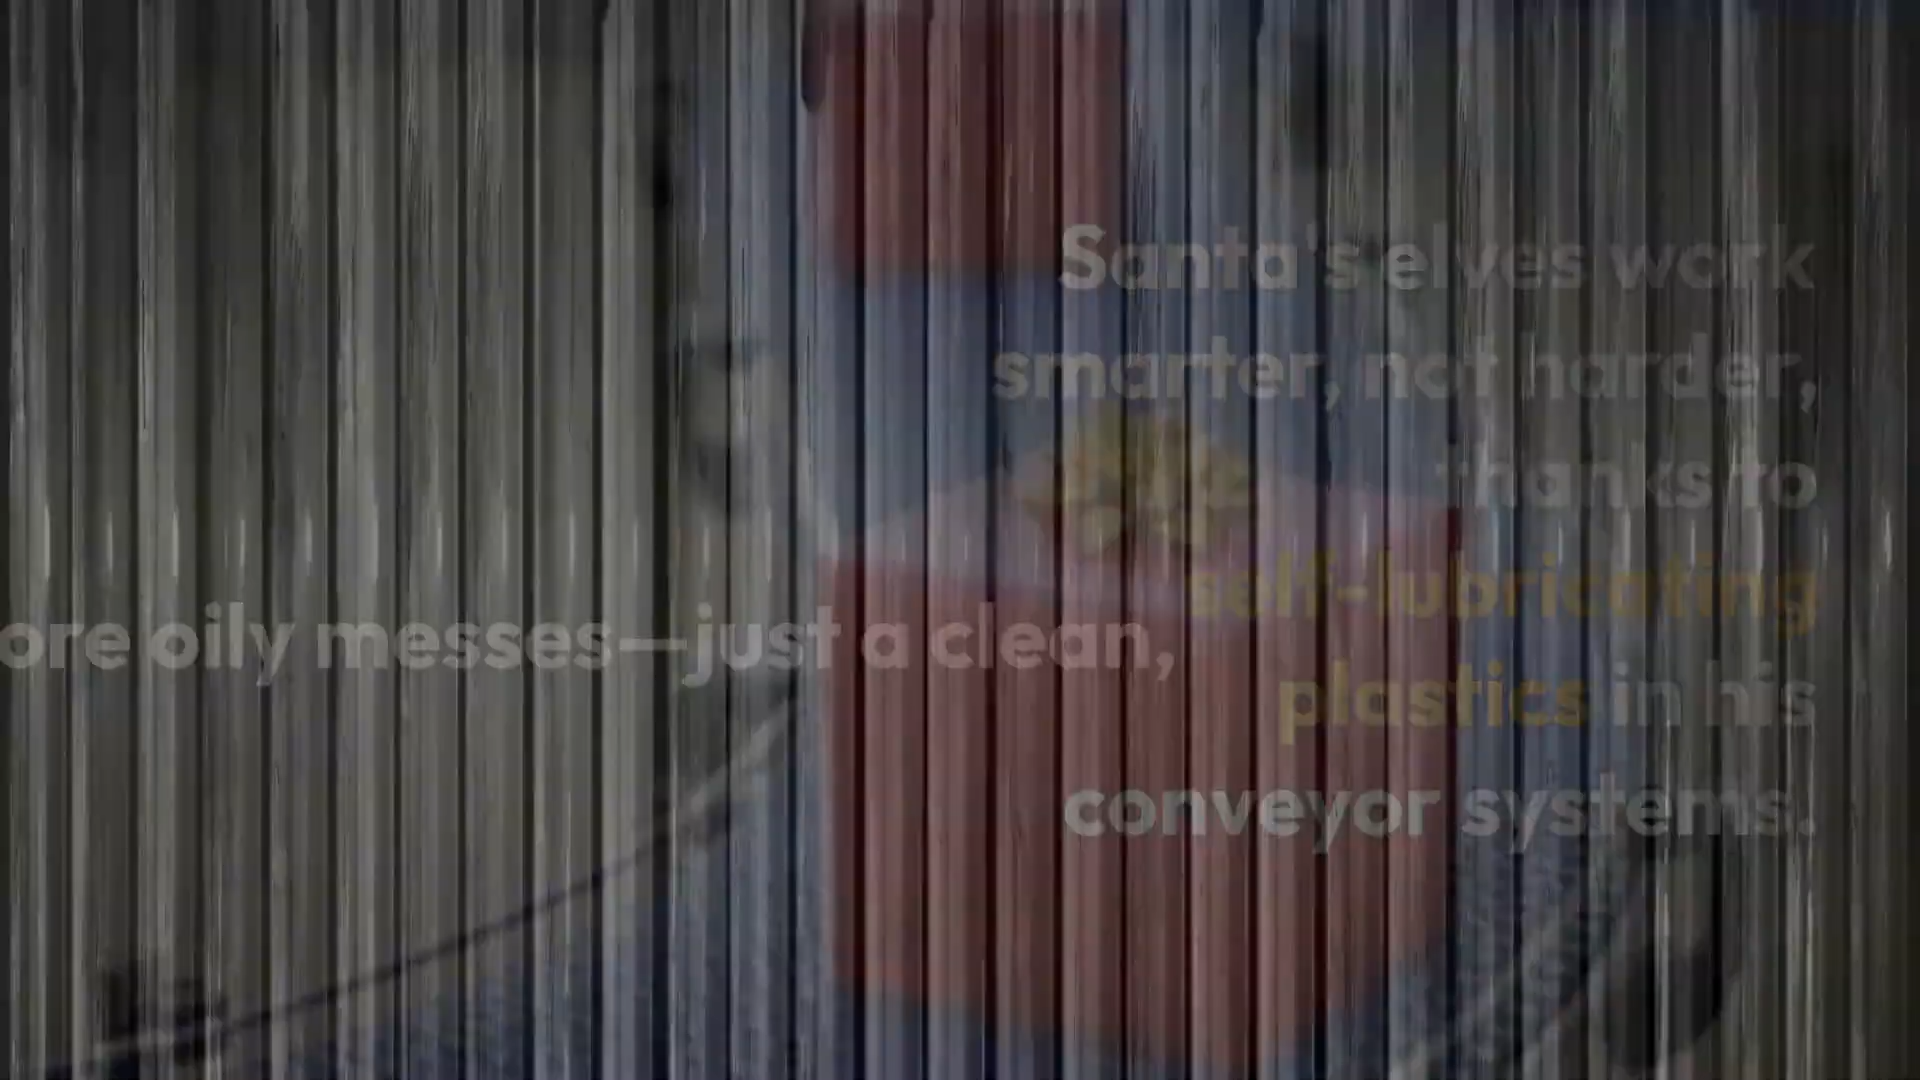 Santa's elves work
smarter, not harder,
thanks to
self-lubricating
plastics in his
conveyor systems.
ore oily messes—just a clean,